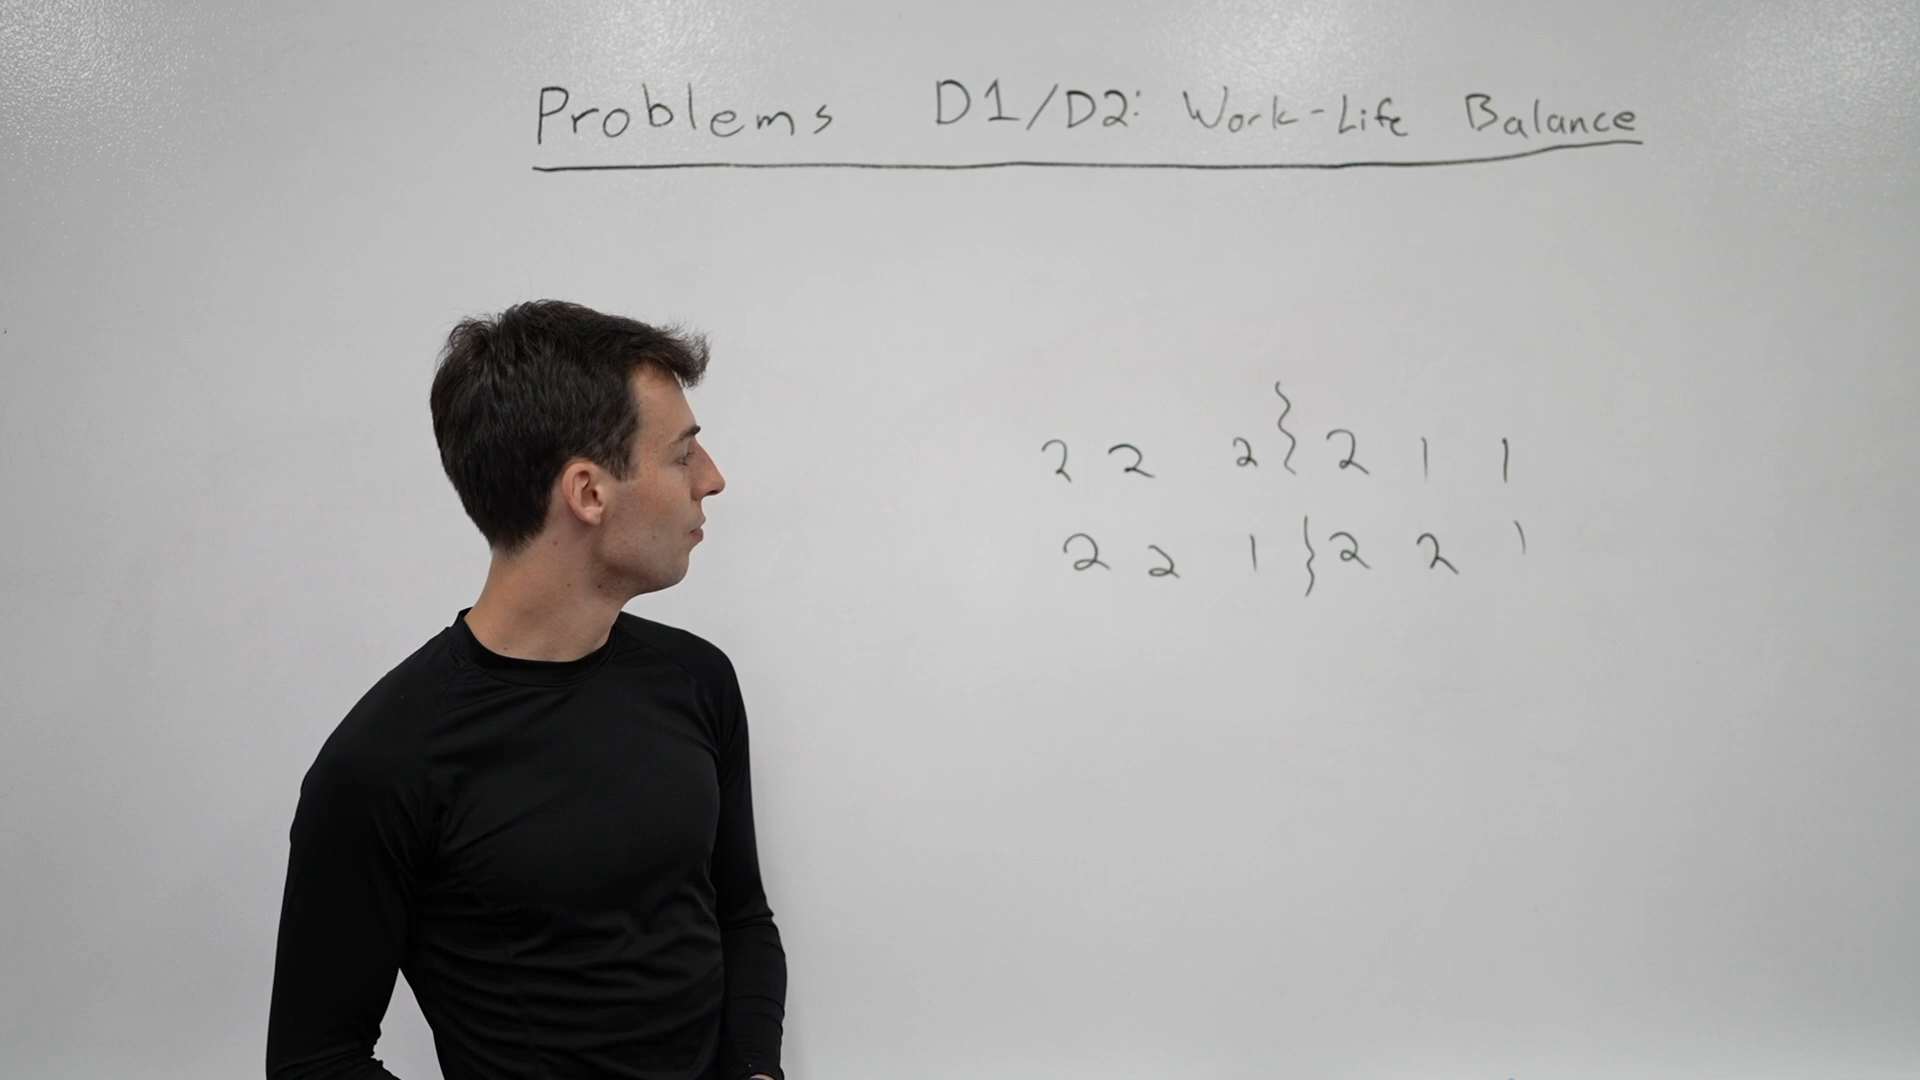 Problems D1/D2: Work-Life Balance
2 2 2 } 2 1 1
2 2 1 } 2 2 1